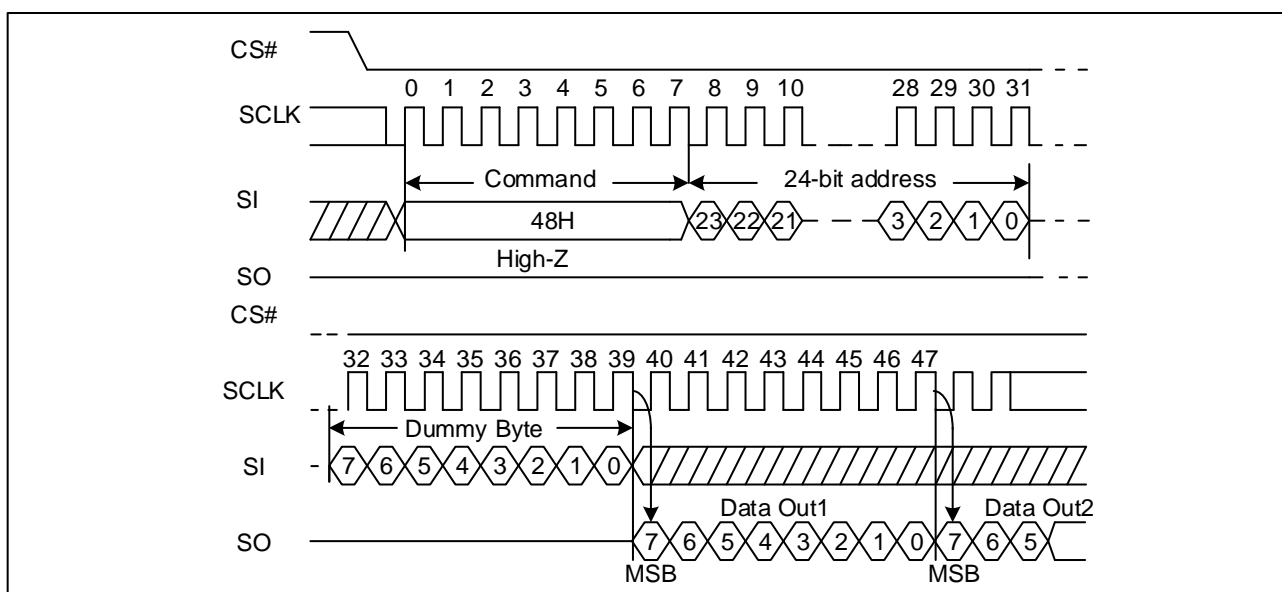 CS#
0 1 2 3 4 5 6 7 8 9 10 28 29 30 31
SCLK
Command 24-bit address
SI
48H 23 22 21 3 2 1 0
High-Z
SO
CS#
32 33 34 35 36 37 38 39 40 41 42 43 44 45 46 47
SCLK
Dummy Byte
SI 7 6 5 4 3 2 1 0
Data Out1 Data Out2
SO 7 6 5 4 3 2 1 0 7 6 5
MSB MSB